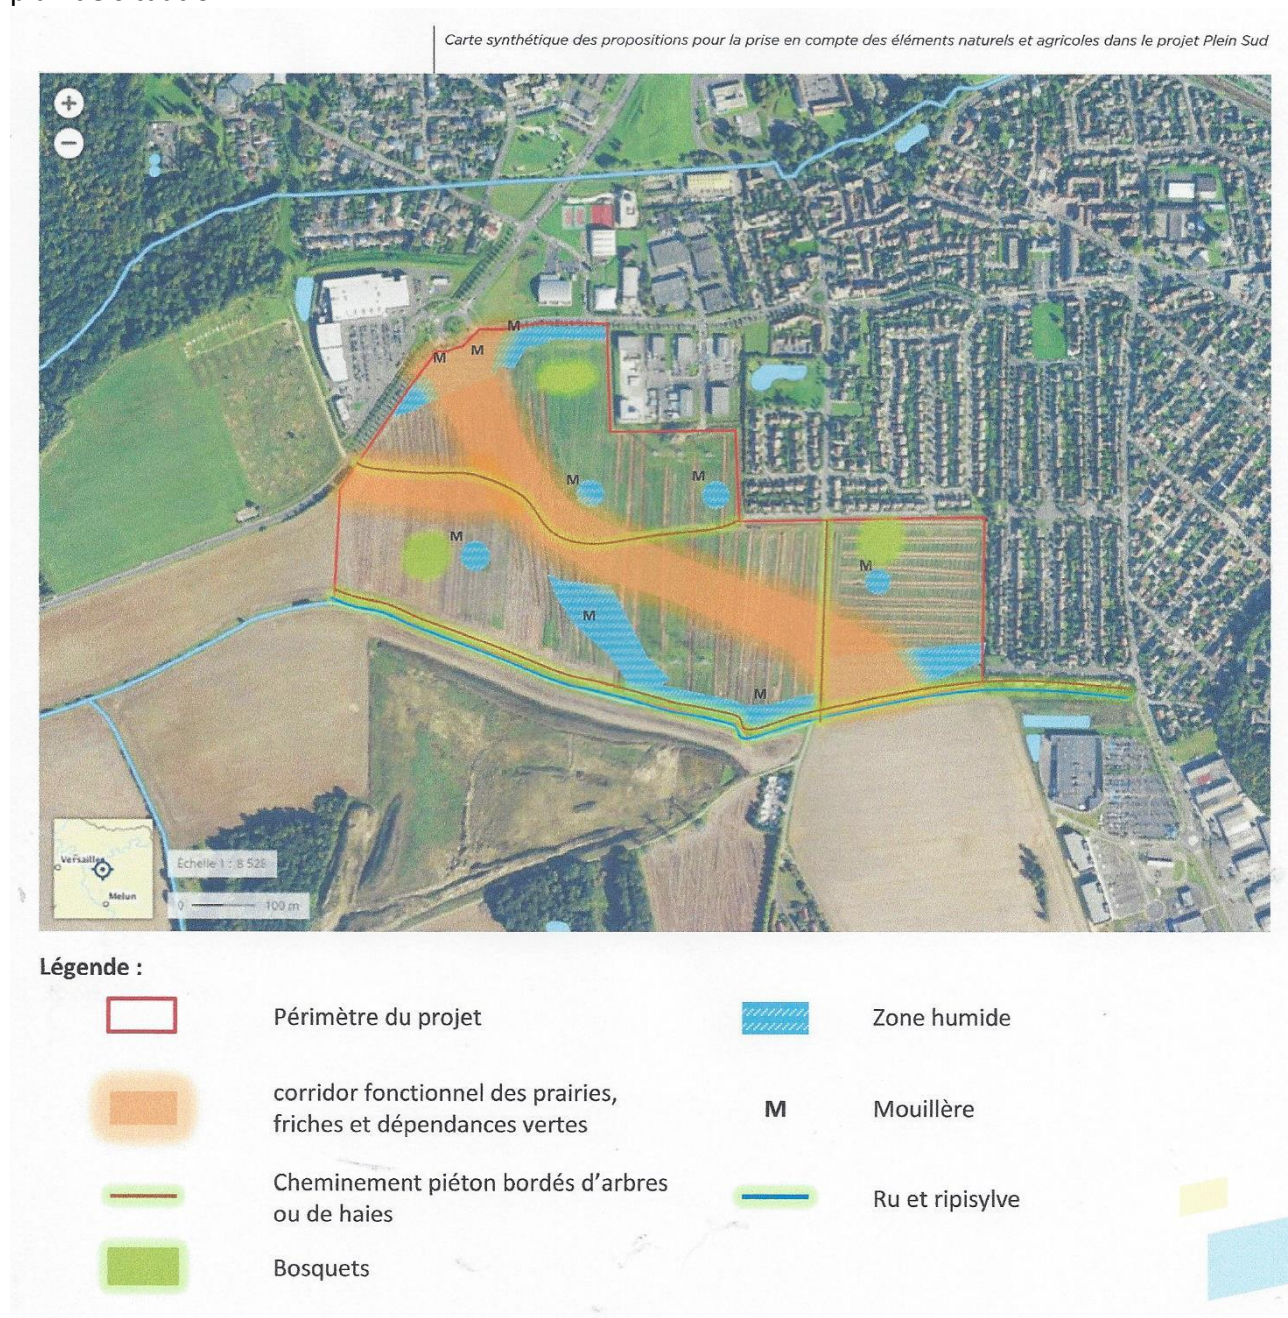 Carte synthétique des propositions pour la prise en compte des éléments naturels et agricoles dans le projet Plein Sud
+
−
M
M
M
M
M
M
M
M
M
Versailles
Melun
Échelle 1 : 8 528
0 100 m
Légende :
Périmètre du projet
Zone humide
corridor fonctionnel des prairies,
friches et dépendances vertes
M
Mouillère
Cheminement piéton bordés d'arbres
ou de haies
Ru et ripisylve
Bosquets